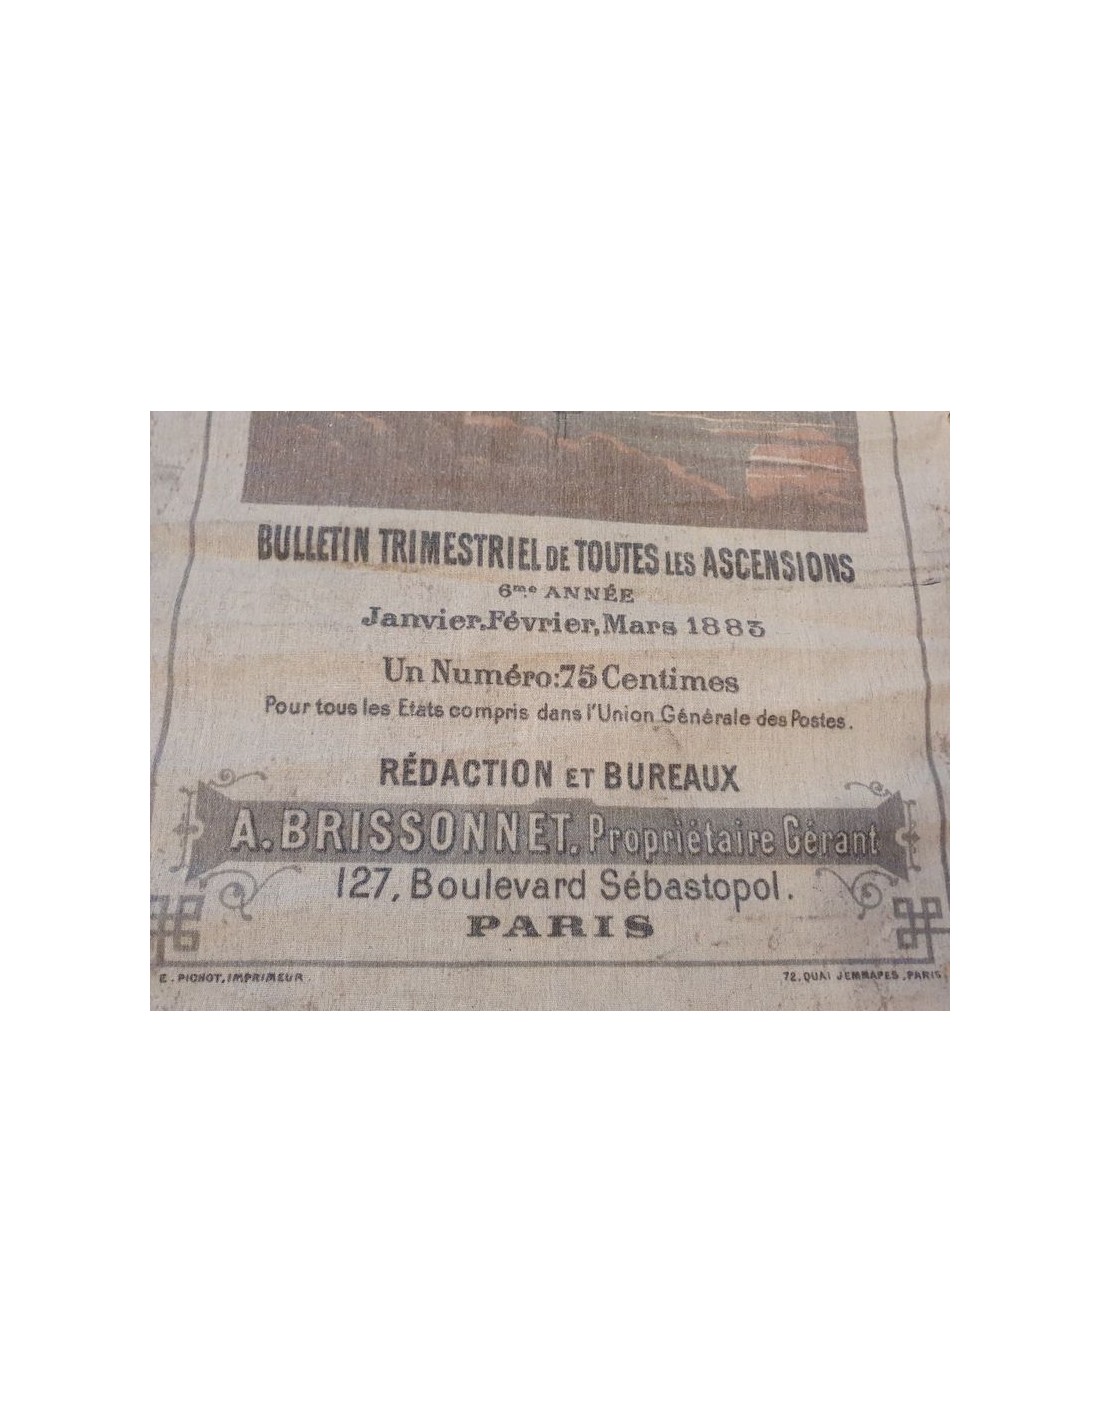 BULLETIN TRIMESTRIEL DE TOUTES LES ASCENSIONS
6me ANNÉE
Janvier, Février, Mars 1883
Un Numéro: 75 Centimes
Pour tous les Etats compris dans l'Union Générale des Postes.
RÉDACTION ET BUREAUX
A. BRISSONNET, Propriétaire Gérant
127, Boulevard Sébastopol.
PARIS
E. PICHOT, IMPRIMEUR
72, QUAI JEMMAPES, PARIS